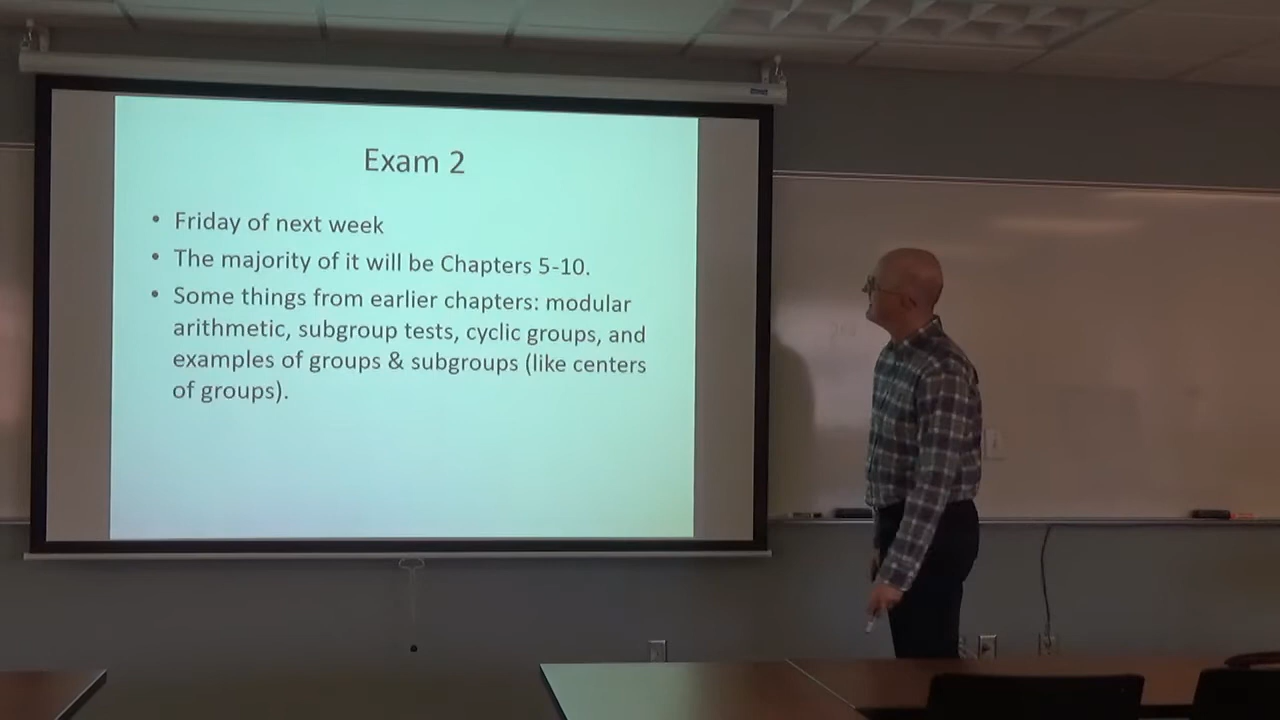 Exam 2
• Friday of next week
• The majority of it will be Chapters 5-10.
• Some things from earlier chapters: modular
arithmetic, subgroup tests, cyclic groups, and
examples of groups & subgroups (like centers
of groups).